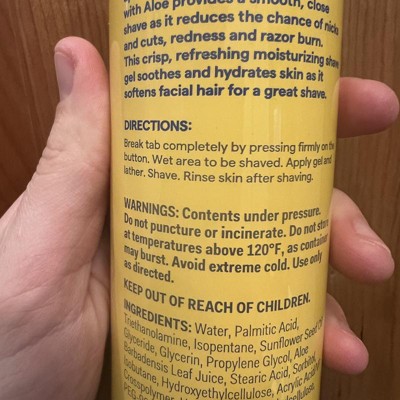 with Aloe provides a smooth, close
shave as it reduces the chance of nicks
and cuts, redness and razor burn.
This crisp, refreshing moisturizing shave
gel soothes and hydrates skin as it
softens facial hair for a great shave.
DIRECTIONS:
Break tab completely by pressing firmly on the
button. Wet area to be shaved. Apply gel and
lather. Shave. Rinse skin after shaving.
WARNINGS: Contents under pressure.
Do not puncture or incinerate. Do not store
at temperatures above 120°F, as container
may burst. Avoid extreme cold. Use only
as directed.
KEEP OUT OF REACH OF CHILDREN.
INGREDIENTS: Water, Palmitic Acid,
Triethanolamine, Isopentane, Sunflower Seed
Glyceride, Glycerin, Propylene Glycol, Aloe
Barbadensis Leaf Juice, Stearic Acid, Sorbitol,
Isobutane, Hydroxyethylcellulose, Acrylic Acid
Crosspolymer,